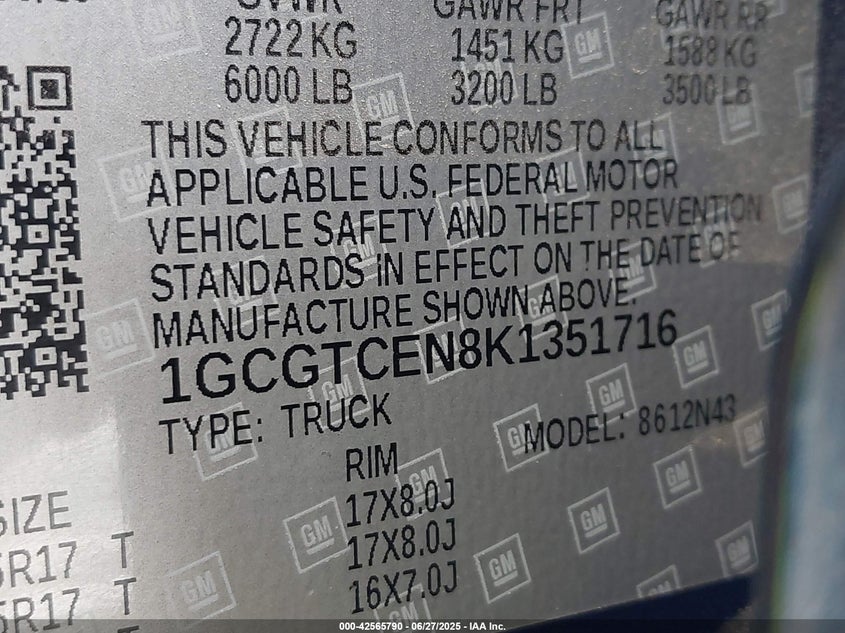 GVWR GAWR FRT GAWR RR
2722 KG 1451 KG 1588 KG
6000 LB 3200 LB 3500 LB
THIS VEHICLE CONFORMS TO ALL
APPLICABLE U.S. FEDERAL MOTOR
VEHICLE SAFETY AND THEFT PREVENTION
STANDARDS IN EFFECT ON THE DATE OF
MANUFACTURE SHOWN ABOVE.
1GCGTCEN8K1351716
TYPE: TRUCK MODEL: 8612N43
RIM
SIZE 17X8.0J
5R17 T 17X8.0J
5R17 T 16X7.0J
000-42565790 - 06/27/2025 - IAA Inc.